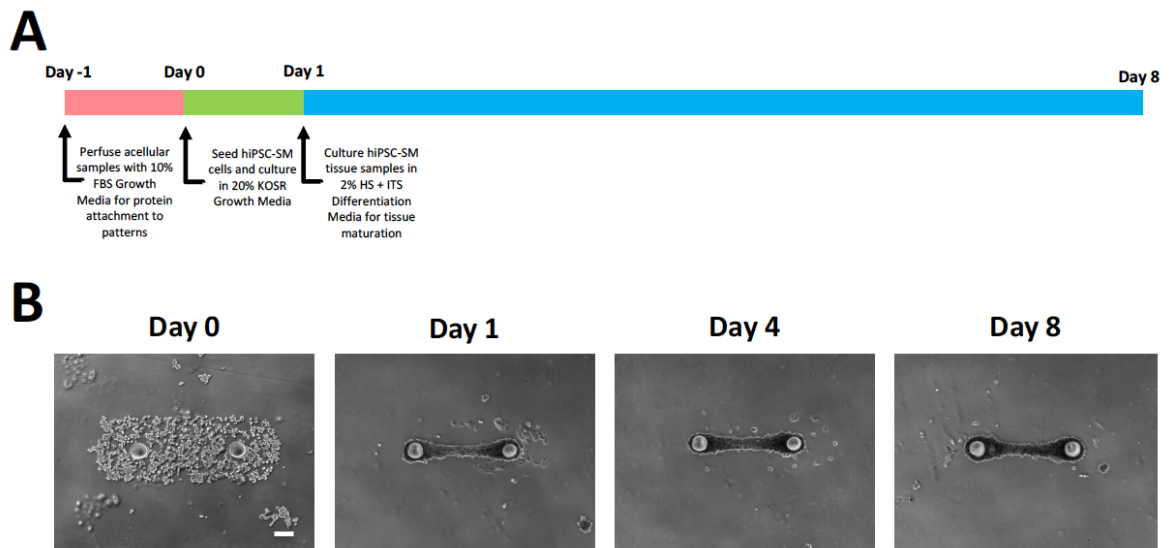 A
Day -1
Day 0
Day 1
Day 8
Perfuse acellular
samples with 10%
FBS Growth
Media for protein
attachment to
patterns
Seed hiPSC-SM
cells and culture
in 20% KOSR
Growth Media
Culture hiPSC-SM
tissue samples in
2% HS + ITS
Differentiation
Media for tissue
maturation
B
Day 0
Day 1
Day 4
Day 8